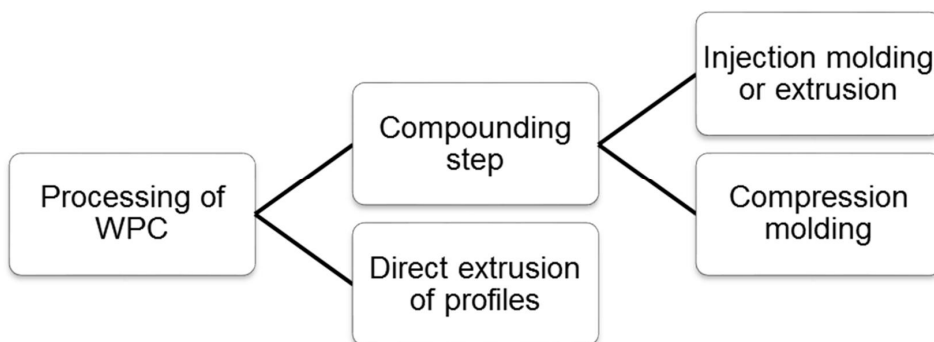 Processing of
WPC
Compounding
step
Direct extrusion
of profiles
Injection molding
or extrusion
Compression
molding